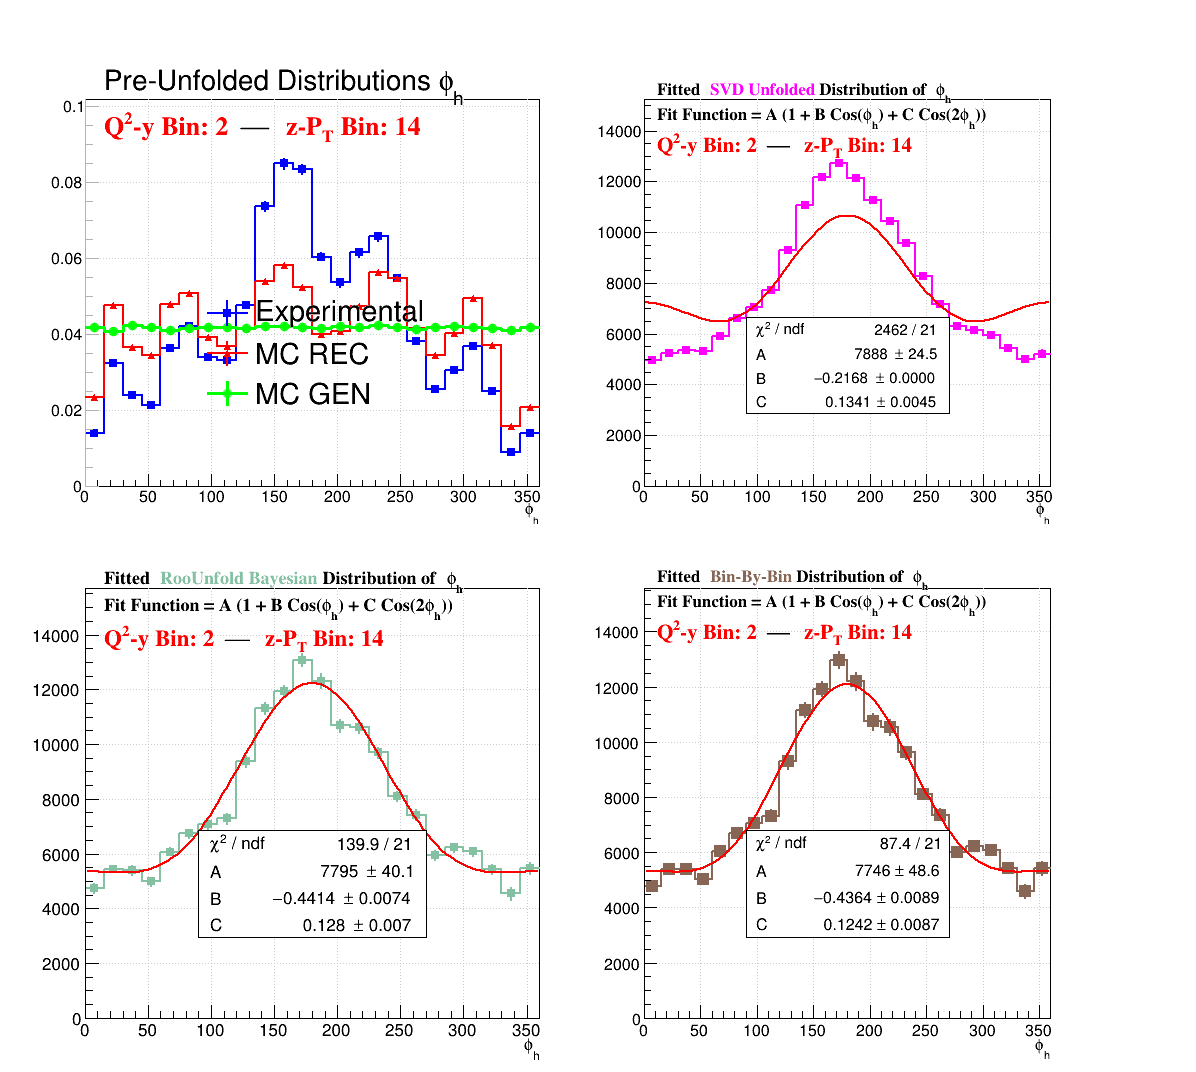 Pre-Unfolded Distributions ϕh
Q²-y Bin: 2 — z-PT Bin: 14
0.1
0.08
0.06
0.04
0.02
0
Experimental
MC REC
MC GEN
0 50 100 150 200 250 300 350
ϕh
Fitted SVD Unfolded Distribution of ϕh
Fit Function = A (1 + B Cos(ϕh) + C Cos(2ϕh))
Q²-y Bin: 2 — z-PT Bin: 14
14000
12000
10000
8000
6000
4000
2000
0
χ² / ndf 2462 / 21
A 7888 ± 24.5
B −0.2168 ± 0.0000
C 0.1341 ± 0.0045
0 50 100 150 200 250 300 350
ϕh
Fitted RooUnfold Bayesian Distribution of ϕh
Fit Function = A (1 + B Cos(ϕh) + C Cos(2ϕh))
Q²-y Bin: 2 — z-PT Bin: 14
14000
12000
10000
8000
6000
4000
2000
0
χ² / ndf 139.9 / 21
A 7795 ± 40.1
B −0.4414 ± 0.0074
C 0.128 ± 0.007
0 50 100 150 200 250 300 350
ϕh
Fitted Bin-By-Bin Distribution of ϕh
Fit Function = A (1 + B Cos(ϕh) + C Cos(2ϕh))
Q²-y Bin: 2 — z-PT Bin: 14
14000
12000
10000
8000
6000
4000
2000
0
χ² / ndf 87.4 / 21
A 7746 ± 48.6
B −0.4364 ± 0.0089
C 0.1242 ± 0.0087
0 50 100 150 200 250 300 350
ϕh